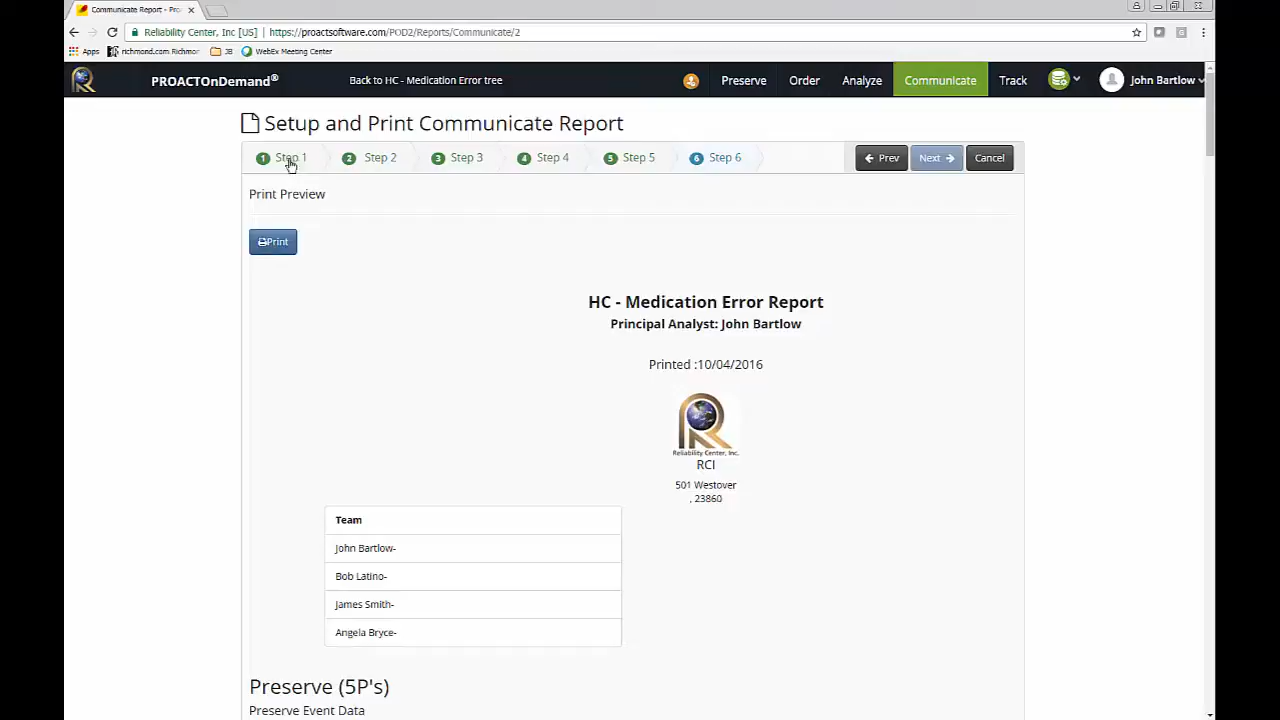 Communicate Report - Pro
Reliability Center, Inc [US] | https://proactsoftware.com/POD2/Reports/Communicate/2
Apps richmond.com Richmor JB WebEx Meeting Center
PROACTOnDemand® Back to HC - Medication Error tree Preserve Order Analyze Communicate Track John Bartlow
Setup and Print Communicate Report
1 Step 1 2 Step 2 3 Step 3 4 Step 4 5 Step 5 6 Step 6 Prev Next Cancel
Print Preview
Print
HC - Medication Error Report
Principal Analyst: John Bartlow
Printed :10/04/2016
Reliability Center, Inc.
RCI
501 Westover
, 23860
Team
John Bartlow-
Bob Latino-
James Smith-
Angela Bryce-
Preserve (5P's)
Preserve Event Data